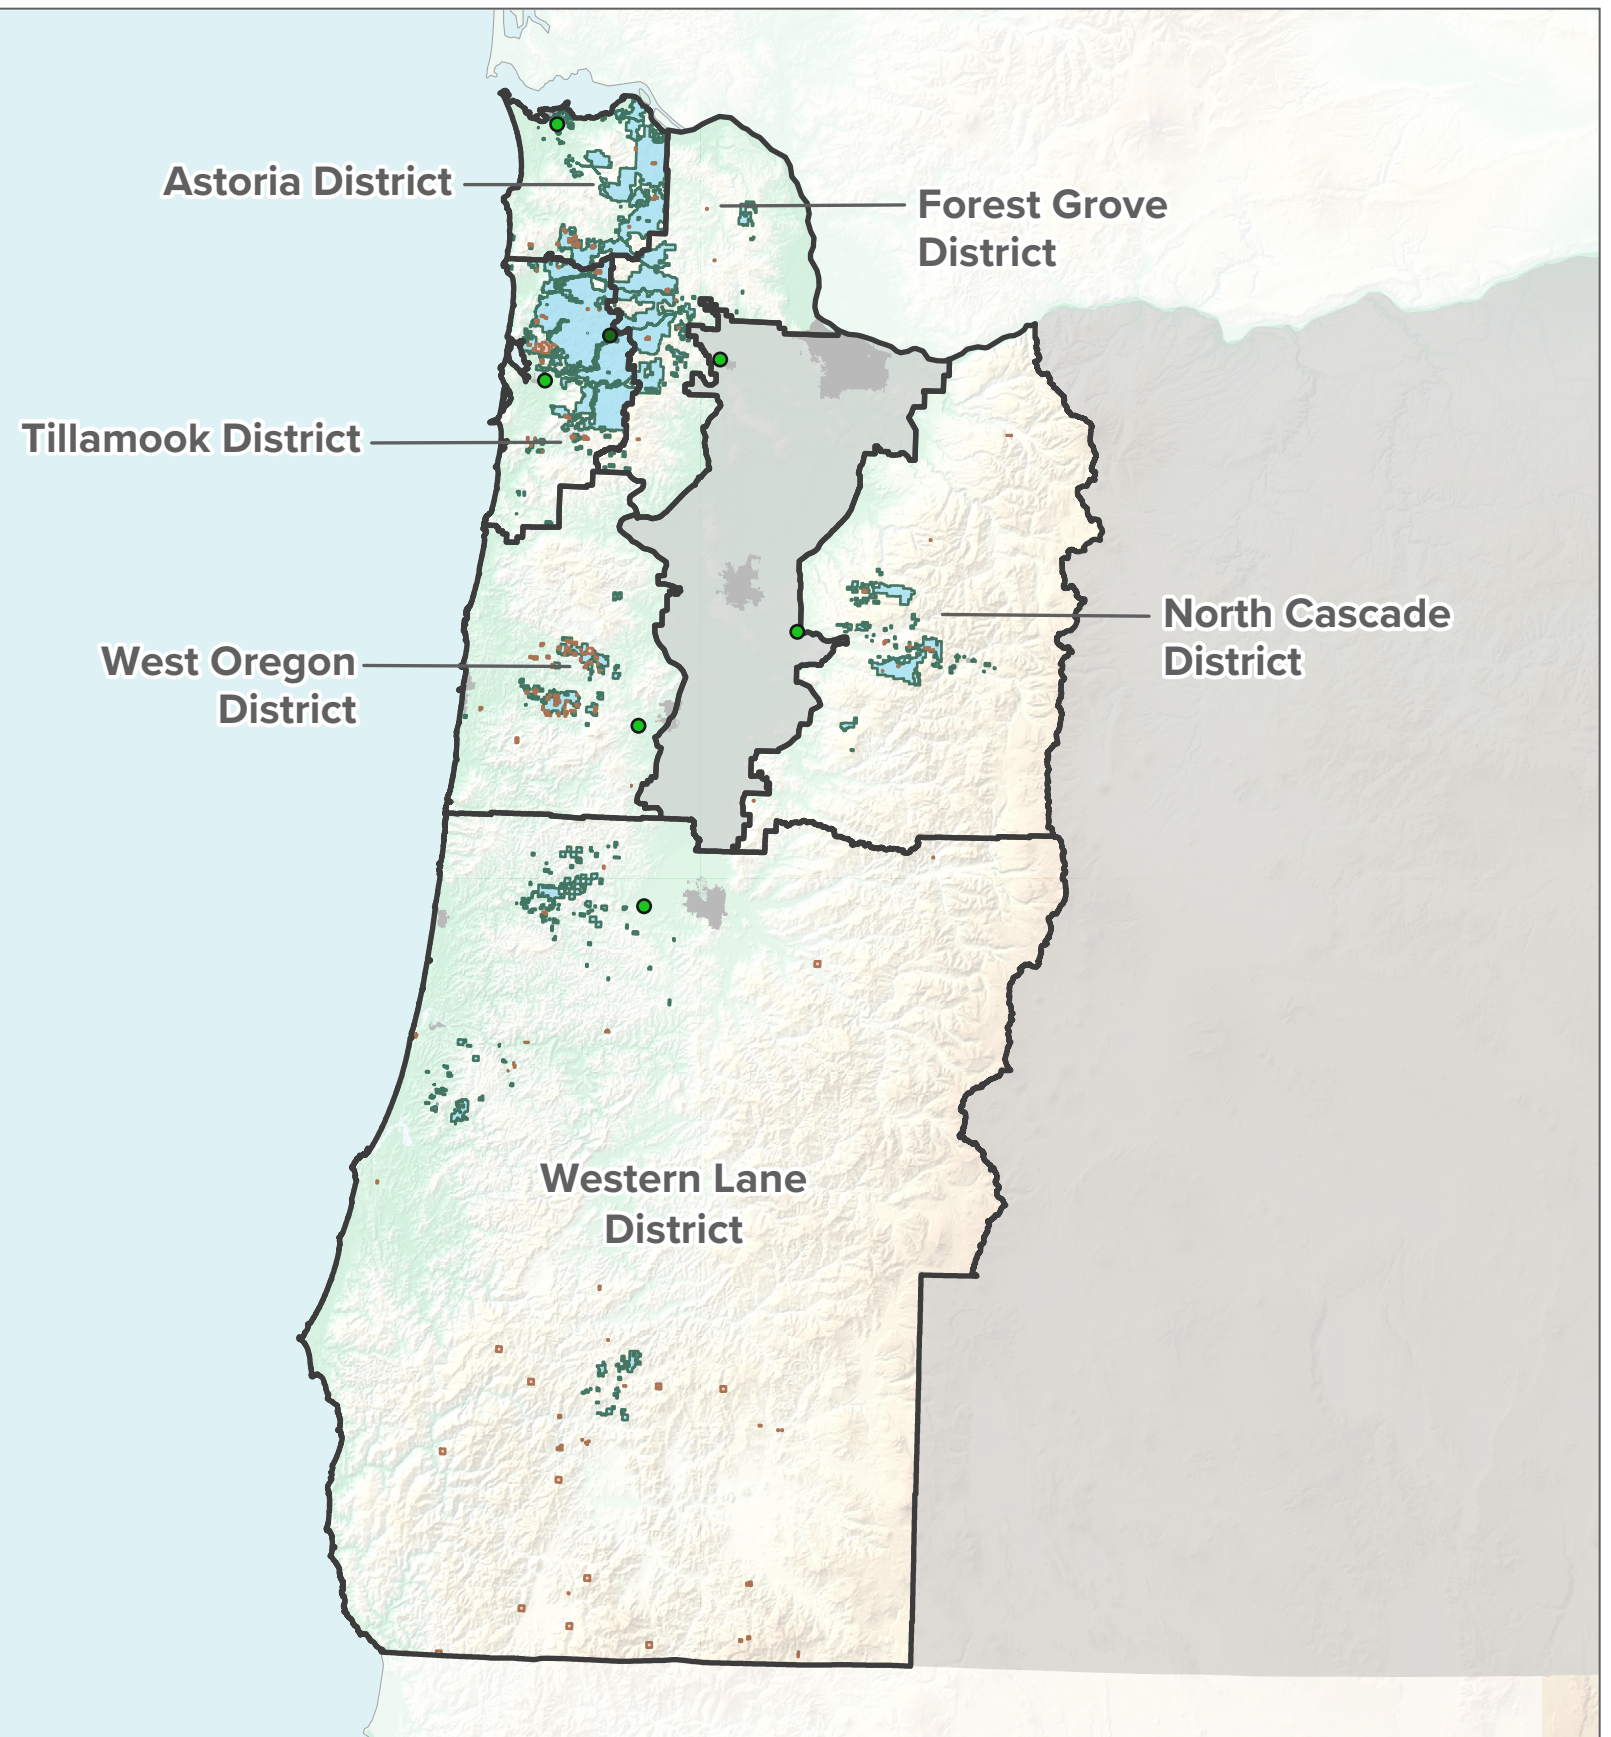 Astoria District
Forest Grove
District
Tillamook District
North Cascade
District
West Oregon
District
Western Lane
District